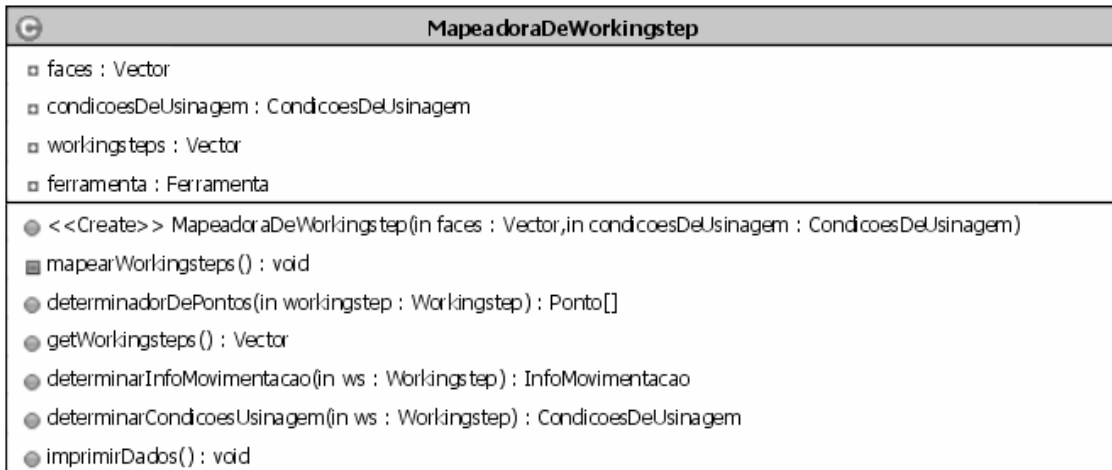 C MapeadoraDeWorkingstep
faces : Vector
condicoesDeUsinagem : CondicoesDeUsinagem
workingsteps : Vector
ferramenta : Ferramenta
<<Create>> MapeadoraDeWorkingstep(in faces : Vector,in condicoesDeUsinagem : CondicoesDeUsinagem)
mapearWorkingsteps() : void
determinadorDePontos(in workingstep : Workingstep) : Ponto[]
getWorkingsteps() : Vector
determinarInfoMovimentacao(in ws : Workingstep) : InfoMovimentacao
determinarCondicoesUsinagem(in ws : Workingstep) : CondicoesDeUsinagem
imprimirDados() : void